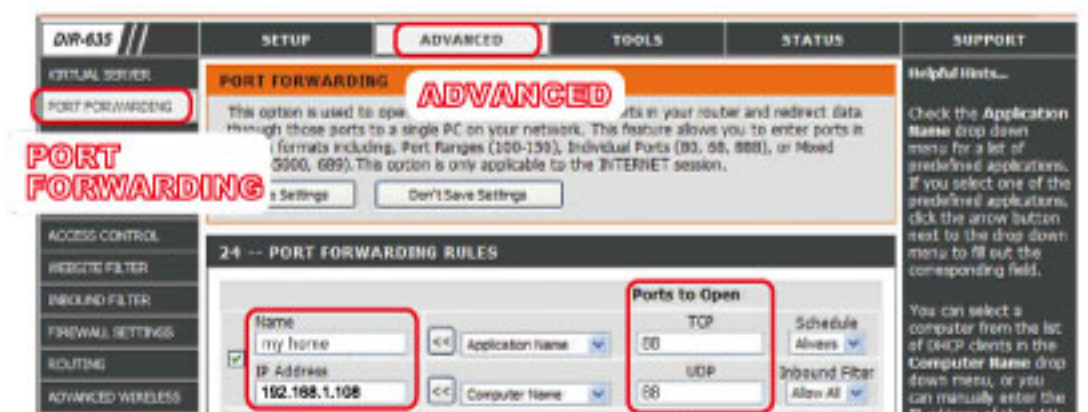 DIR-635
SETUP
ADVANCED
TOOLS
STATUS
SUPPORT
VIRTUAL SERVER
PORT FORWARDING
ACCESS CONTROL
WEBSITE FILTER
INBOUND FILTER
FIREWALL SETTINGS
ROUTING
ADVANCED WIRELESS
PORT
FORWARDING
PORT FORWARDING
ADVANCED
This option is used to ope rts in your router and redirect data
through those ports to a single PC on your network. This feature allows you to enter ports in
formats including, Port Ranges (100-150), Individual Ports (80, 68, 888), or Mixed
5000, 689). This option is only applicable to the INTERNET session.
Settings
Don't Save Settings
24 -- PORT FORWARDING RULES
Ports to Open
Name
TCP
Schedule
my home
<<
Application Name
88
Always
IP Address
UDP
Inbound Filter
192.168.1.108
<<
Computer Name
88
Allow All
Helpful Hints...
Check the Application
Name drop down
menu for a list of
predefined applications.
If you select one of the
predefined applications,
click the arrow button
next to the drop down
menu to fill out the
corresponding field.
You can select a
computer from the list
of DHCP clients in the
Computer Name drop
down menu, or you
can manually enter the